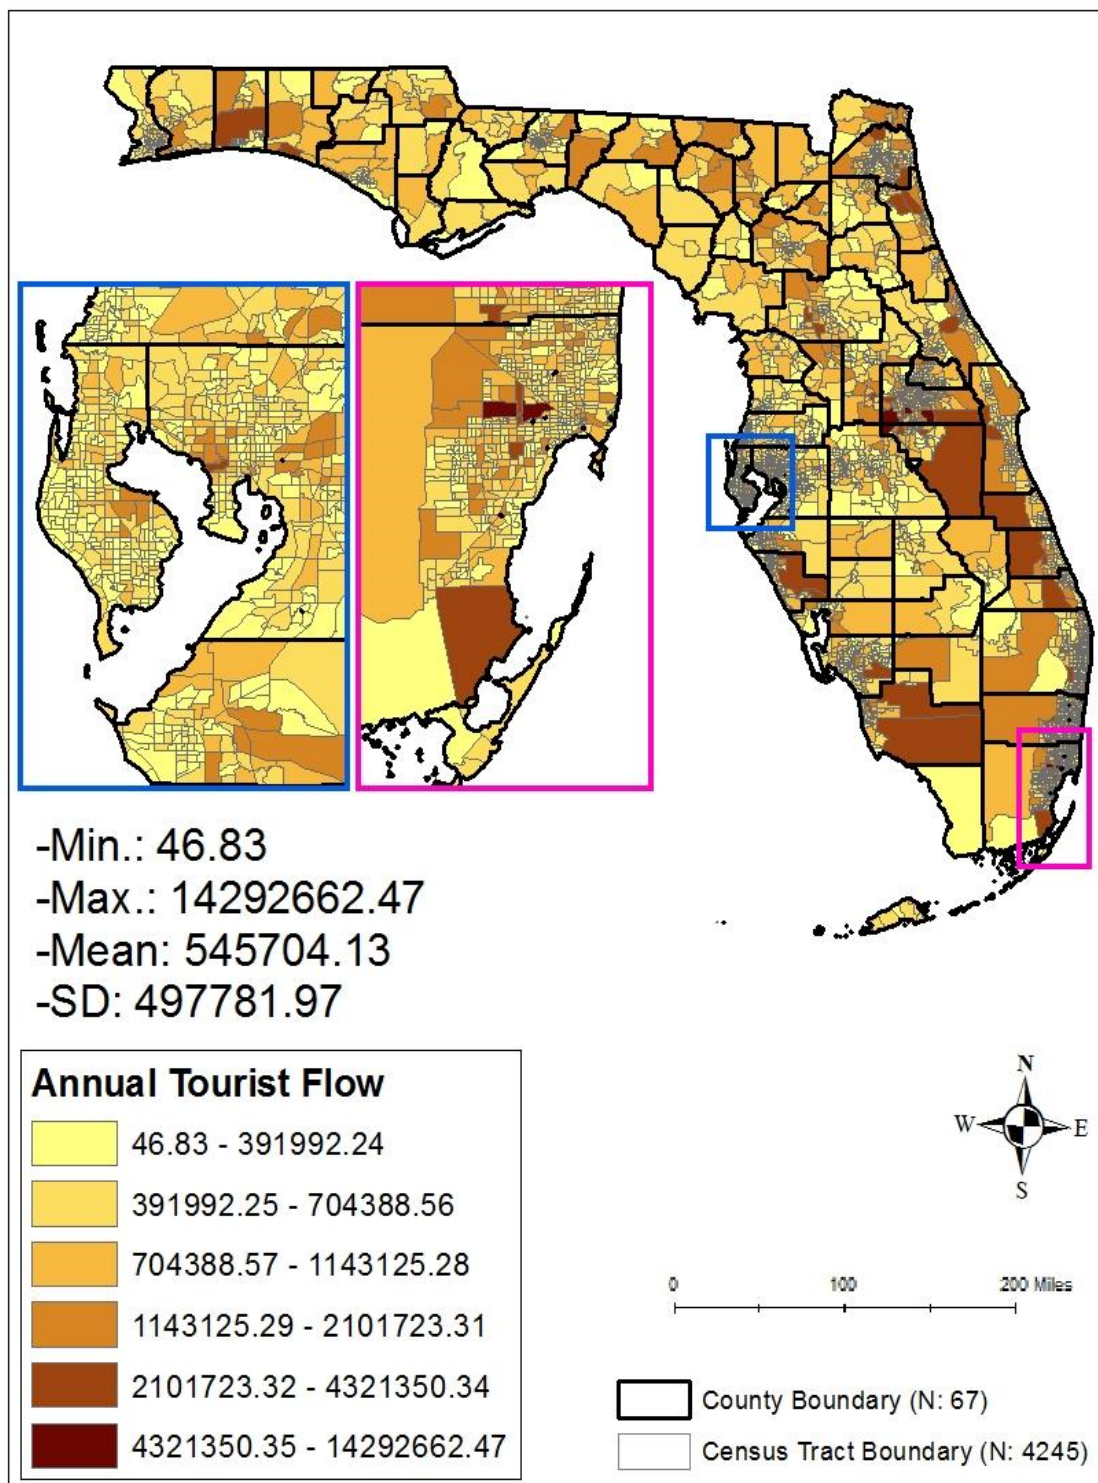 -Min.: 46.83
-Max.: 14292662.47
-Mean: 545704.13
-SD: 497781.97
Annual Tourist Flow
46.83 - 391992.24
391992.25 - 704388.56
704388.57 - 1143125.28
1143125.29 - 2101723.31
2101723.32 - 4321350.34
4321350.35 - 14292662.47
N
W E
S
0 100 200 Miles
County Boundary (N: 67)
Census Tract Boundary (N: 4245)